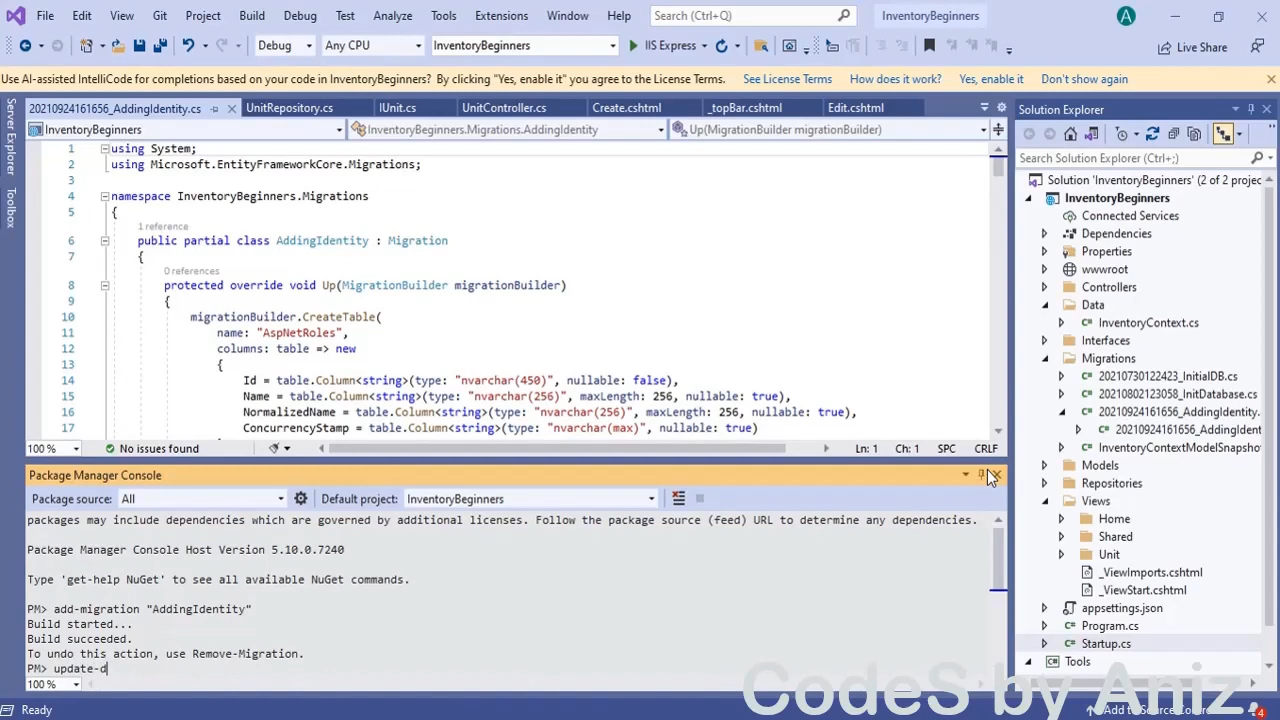 File Edit View Git Project Build Debug Test Analyze Tools Extensions Window Help Search (Ctrl+Q) InventoryBeginners A
Debug Any CPU InventoryBeginners IIS Express Live Share
Use AI-assisted IntelliCode for completions based on your code in InventoryBeginners? By clicking "Yes, enable it" you agree to the License Terms. See License Terms How does it work? Yes, enable it Don't show again
Server Explorer
Toolbox
20210924161656_AddingIdentity.cs UnitRepository.cs IUnit.cs UnitController.cs Create.cshtml _topBar.cshtml Edit.cshtml
InventoryBeginners InventoryBeginners.Migrations.AddingIdentity Up(MigrationBuilder migrationBuilder)
1 using System;
2 using Microsoft.EntityFrameworkCore.Migrations;
3
4 namespace InventoryBeginners.Migrations
5 {
1 reference
6 public partial class AddingIdentity : Migration
7 {
0 references
8 protected override void Up(MigrationBuilder migrationBuilder)
9 {
10 migrationBuilder.CreateTable(
11 name: "AspNetRoles",
12 columns: table => new
13 {
14 Id = table.Column<string>(type: "nvarchar(450)", nullable: false),
15 Name = table.Column<string>(type: "nvarchar(256)", maxLength: 256, nullable: true),
16 NormalizedName = table.Column<string>(type: "nvarchar(256)", maxLength: 256, nullable: true),
17 ConcurrencyStamp = table.Column<string>(type: "nvarchar(max)", nullable: true)
100 % No issues found Ln: 1 Ch: 1 SPC CRLF
Package Manager Console
Package source: All Default project: InventoryBeginners
packages may include dependencies which are governed by additional licenses. Follow the package source (feed) URL to determine any dependencies.
Package Manager Console Host Version 5.10.0.7240
Type 'get-help NuGet' to see all available NuGet commands.
PM> add-migration "AddingIdentity"
Build started...
Build succeeded.
To undo this action, use Remove-Migration.
PM> update-d
100 %
Solution Explorer
Search Solution Explorer (Ctrl+;)
Solution 'InventoryBeginners' (2 of 2 projec
InventoryBeginners
Connected Services
Dependencies
Properties
wwwroot
Controllers
Data
InventoryContext.cs
Interfaces
Migrations
20210730122423_InitialDB.cs
20210802123058_InitDatabase.cs
20210924161656_AddingIdentity.
20210924161656_AddingIdent
InventoryContextModelSnapsho
Models
Repositories
Views
Home
Shared
Unit
_ViewImports.cshtml
_ViewStart.cshtml
appsettings.json
Program.cs
Startup.cs
Tools
CodeS by Aniz.
Ready Add to Source Control 4